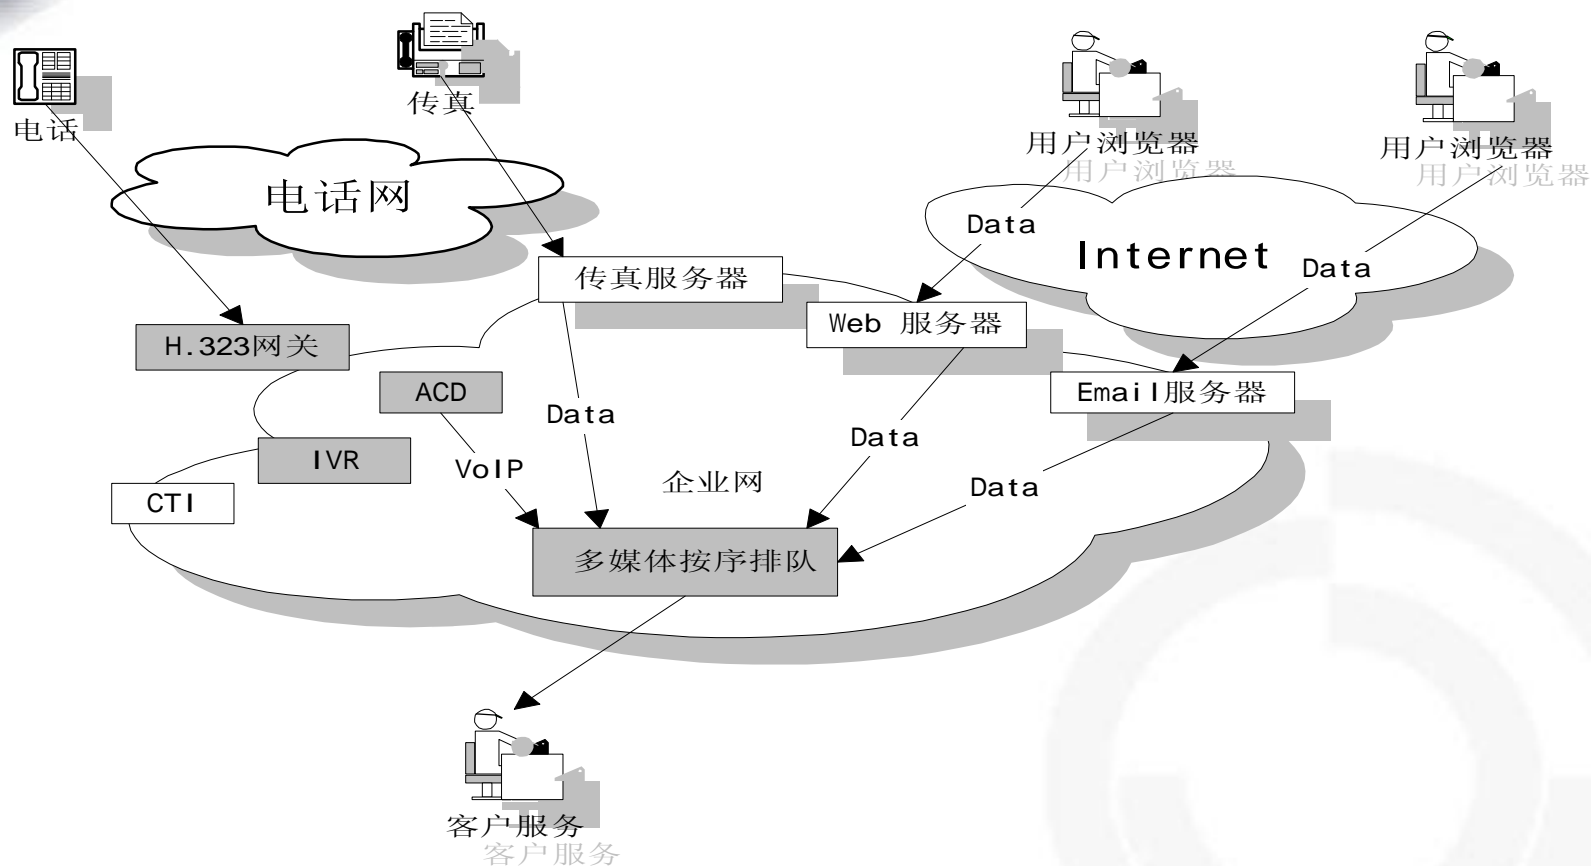 电话
传真
用户浏览器
用户浏览器
用户浏览器
用户浏览器
电话网
Data
Internet
Data
传真服务器
Web 服务器
H.323网关
ACD
Email服务器
Data
Data
IVR
VoIP
企业网
Data
CTI
多媒体按序排队
客户服务
客户服务